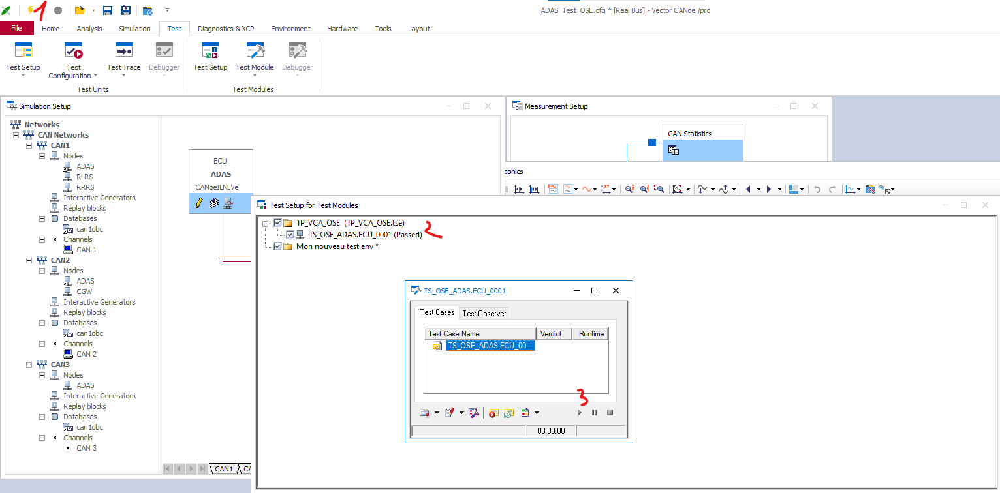 1
ADAS_Test_OSE.cfg * [Real Bus] - Vector CANoe /pro
File Home Analysis Simulation Test Diagnostics & XCP Environment Hardware Tools Layout
Test Setup Test Configuration Test Trace Debugger Test Setup Test Module Debugger
Test Units Test Modules
Simulation Setup
Networks
CAN Networks
CAN1
Nodes
ADAS
RLRS
RRRS
Interactive Generators
Replay blocks
Databases
can1dbc
Channels
CAN 1
CAN2
Nodes
ADAS
CGW
Interactive Generators
Replay blocks
Databases
can1dbc
Channels
CAN 2
CAN3
Nodes
ADAS
Interactive Generators
Replay blocks
Databases
can1dbc
Channels
CAN 3
ECU
ADAS
CANoeILNLVe
CAN1 CA
Measurement Setup
CAN Statistics
aphics
Test Setup for Test Modules
TP_VCA_OSE (TP_VCA_OSE.tse)
2
TS_OSE_ADAS.ECU_0001 (Passed)
Mon nouveau test env *
TS_OSE_ADAS.ECU_0001
Test Cases Test Observer
Test Case Name Verdict Runtime
TS_OSE_ADAS.ECU_00...
3
00:00:00